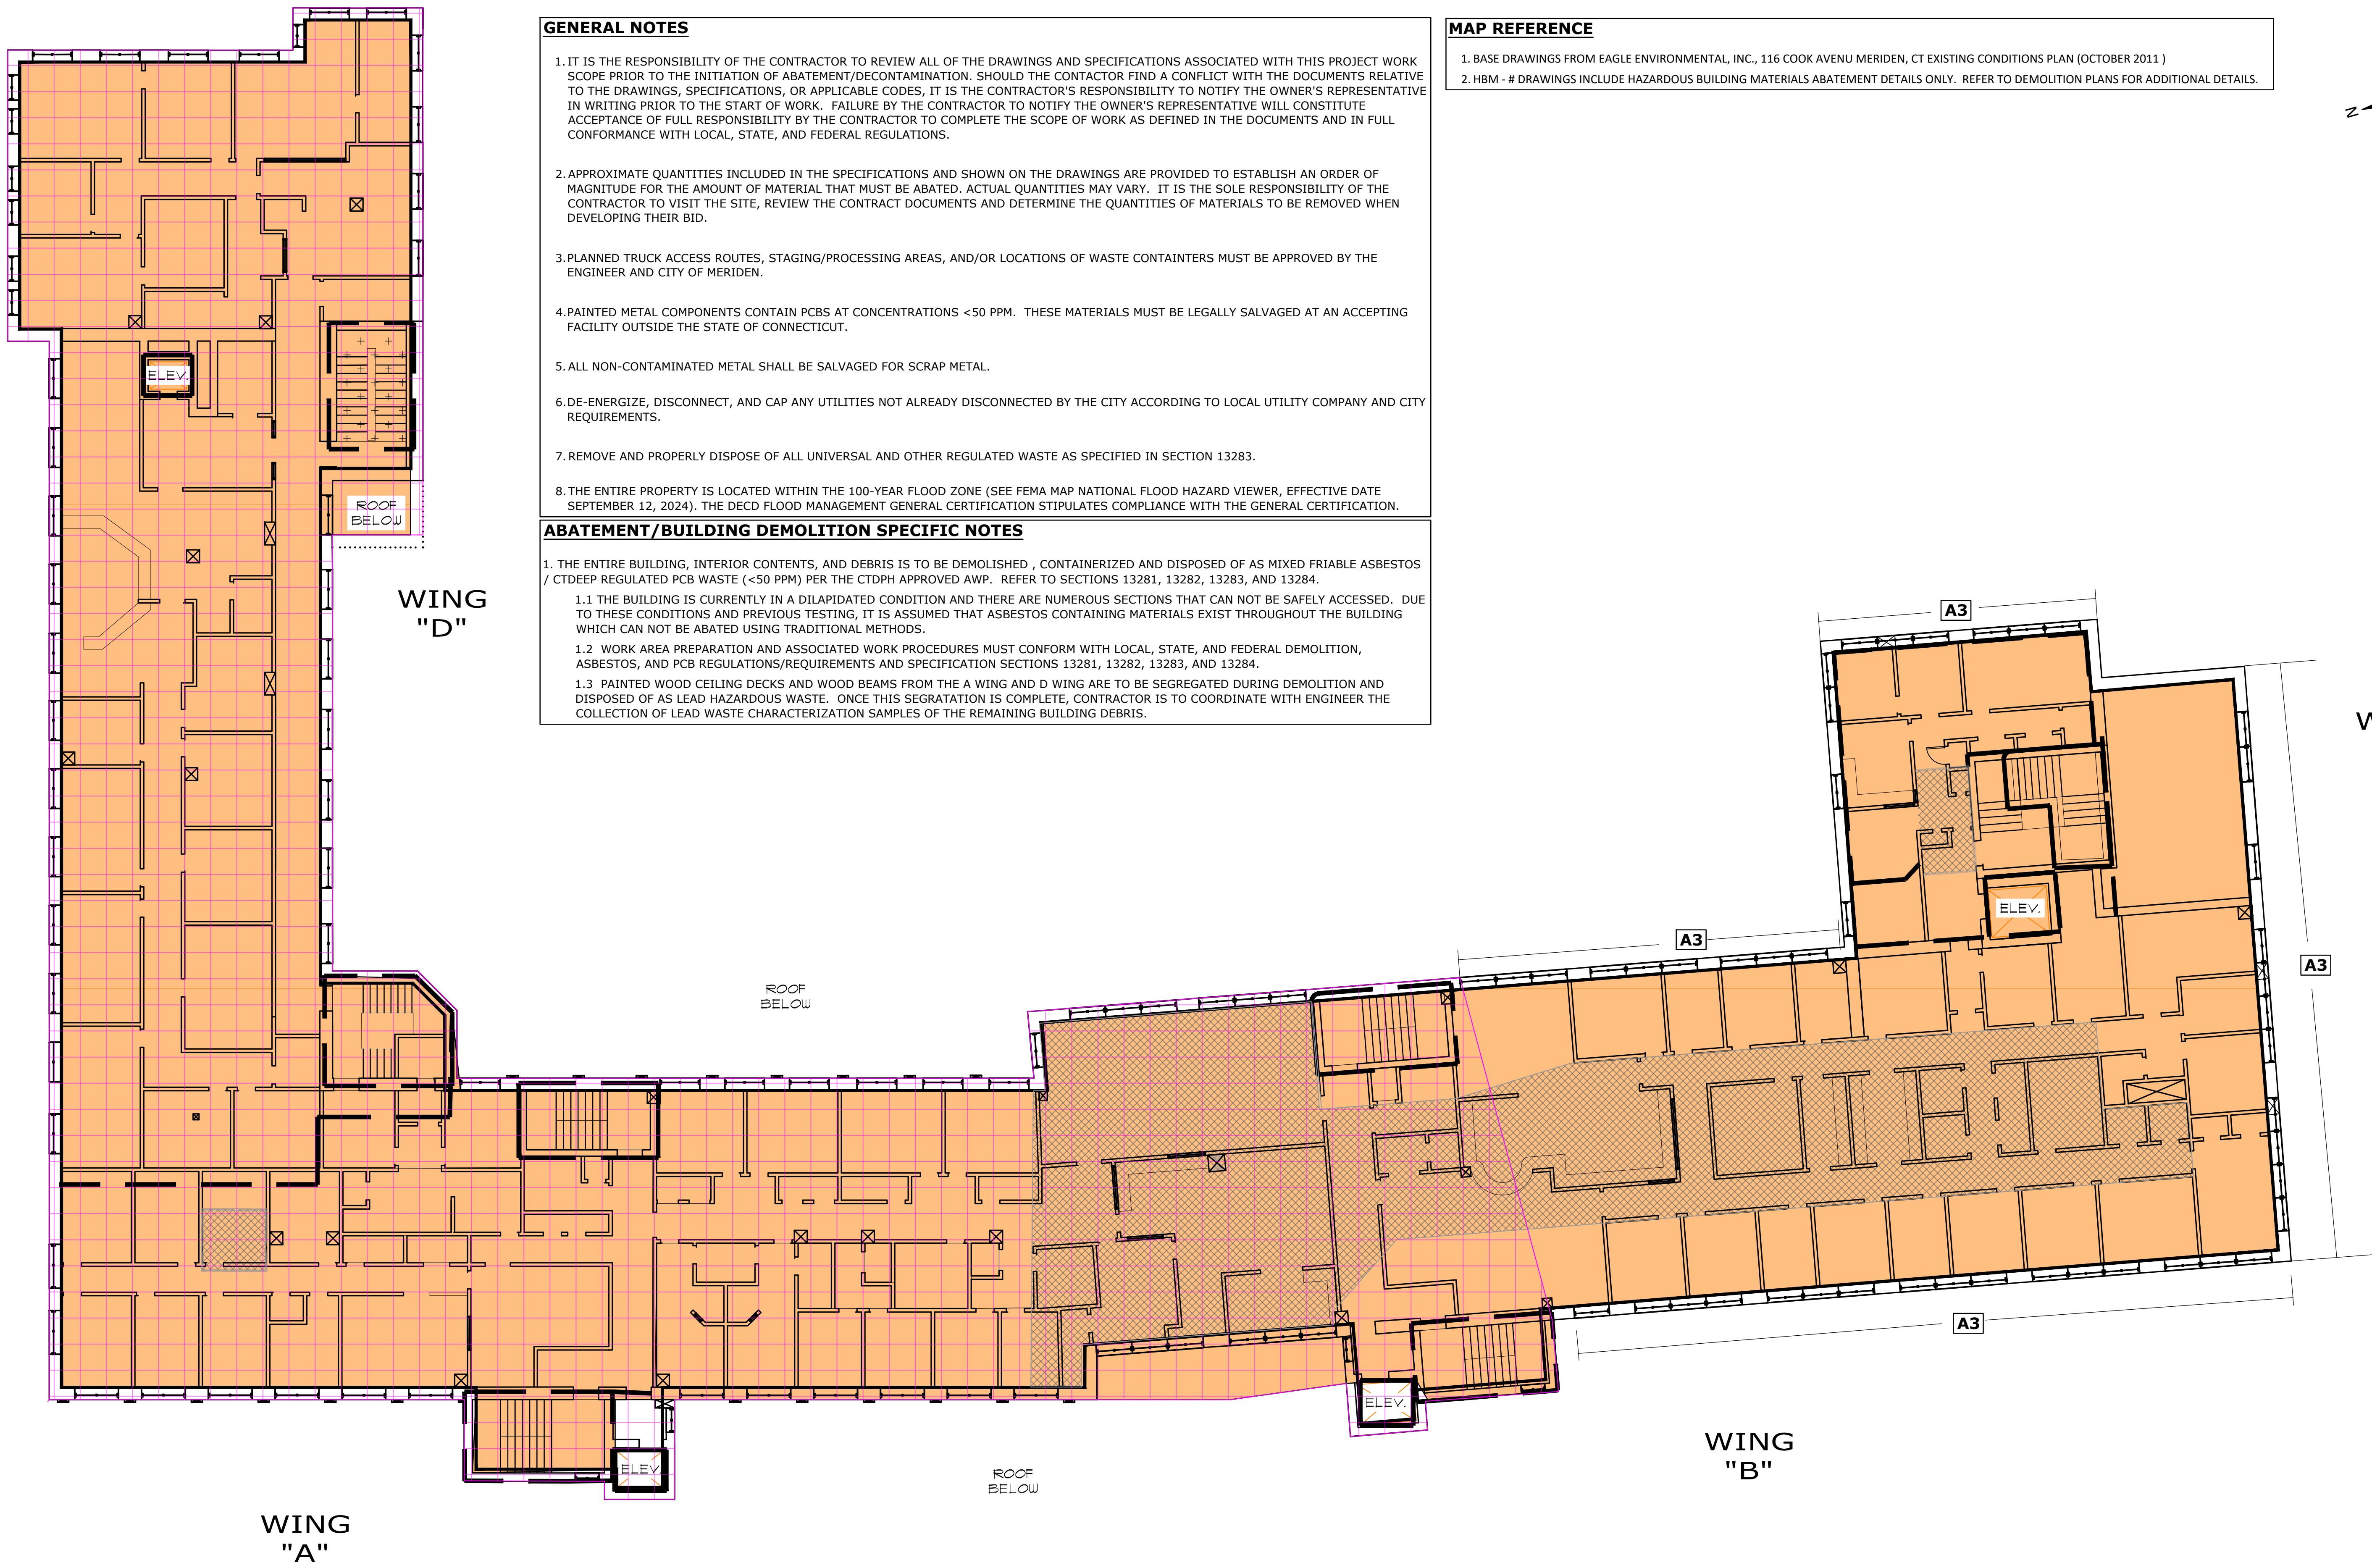 GENERAL NOTES
1. IT IS THE RESPONSIBILITY OF THE CONTRACTOR TO REVIEW ALL OF THE DRAWINGS AND SPECIFICATIONS ASSOCIATED WITH THIS PROJECT WORK
SCOPE PRIOR TO THE INITIATION OF ABATEMENT/DECONTAMINATION. SHOULD THE CONTACTOR FIND A CONFLICT WITH THE DOCUMENTS RELATIVE
TO THE DRAWINGS, SPECIFICATIONS, OR APPLICABLE CODES, IT IS THE CONTRACTOR'S RESPONSIBILITY TO NOTIFY THE OWNER'S REPRESENTATIVE
IN WRITING PRIOR TO THE START OF WORK. FAILURE BY THE CONTRACTOR TO NOTIFY THE OWNER'S REPRESENTATIVE WILL CONSTITUTE
ACCEPTANCE OF FULL RESPONSIBILITY BY THE CONTRACTOR TO COMPLETE THE SCOPE OF WORK AS DEFINED IN THE DOCUMENTS AND IN FULL
CONFORMANCE WITH LOCAL, STATE, AND FEDERAL REGULATIONS.
2. APPROXIMATE QUANTITIES INCLUDED IN THE SPECIFICATIONS AND SHOWN ON THE DRAWINGS ARE PROVIDED TO ESTABLISH AN ORDER OF
MAGNITUDE FOR THE AMOUNT OF MATERIAL THAT MUST BE ABATED. ACTUAL QUANTITIES MAY VARY. IT IS THE SOLE RESPONSIBILITY OF THE
CONTRACTOR TO VISIT THE SITE, REVIEW THE CONTRACT DOCUMENTS AND DETERMINE THE QUANTITIES OF MATERIALS TO BE REMOVED WHEN
DEVELOPING THEIR BID.
3. PLANNED TRUCK ACCESS ROUTES, STAGING/PROCESSING AREAS, AND/OR LOCATIONS OF WASTE CONTAINTERS MUST BE APPROVED BY THE
ENGINEER AND CITY OF MERIDEN.
4. PAINTED METAL COMPONENTS CONTAIN PCBS AT CONCENTRATIONS <50 PPM. THESE MATERIALS MUST BE LEGALLY SALVAGED AT AN ACCEPTING
FACILITY OUTSIDE THE STATE OF CONNECTICUT.
5. ALL NON-CONTAMINATED METAL SHALL BE SALVAGED FOR SCRAP METAL.
6. DE-ENERGIZE, DISCONNECT, AND CAP ANY UTILITIES NOT ALREADY DISCONNECTED BY THE CITY ACCORDING TO LOCAL UTILITY COMPANY AND CITY
REQUIREMENTS.
7. REMOVE AND PROPERLY DISPOSE OF ALL UNIVERSAL AND OTHER REGULATED WASTE AS SPECIFIED IN SECTION 13283.
8. THE ENTIRE PROPERTY IS LOCATED WITHIN THE 100-YEAR FLOOD ZONE (SEE FEMA MAP NATIONAL FLOOD HAZARD VIEWER, EFFECTIVE DATE
SEPTEMBER 12, 2024). THE DECD FLOOD MANAGEMENT GENERAL CERTIFICATION STIPULATES COMPLIANCE WITH THE GENERAL CERTIFICATION.
ABATEMENT/BUILDING DEMOLITION SPECIFIC NOTES
1. THE ENTIRE BUILDING, INTERIOR CONTENTS, AND DEBRIS IS TO BE DEMOLISHED , CONTAINERIZED AND DISPOSED OF AS MIXED FRIABLE ASBESTOS
/ CTDEEP REGULATED PCB WASTE (<50 PPM) PER THE CTDPH APPROVED AWP. REFER TO SECTIONS 13281, 13282, 13283, AND 13284.
1.1 THE BUILDING IS CURRENTLY IN A DILAPIDATED CONDITION AND THERE ARE NUMEROUS SECTIONS THAT CAN NOT BE SAFELY ACCESSED. DUE
TO THESE CONDITIONS AND PREVIOUS TESTING, IT IS ASSUMED THAT ASBESTOS CONTAINING MATERIALS EXIST THROUGHOUT THE BUILDING
WHICH CAN NOT BE ABATED USING TRADITIONAL METHODS.
1.2 WORK AREA PREPARATION AND ASSOCIATED WORK PROCEDURES MUST CONFORM WITH LOCAL, STATE, AND FEDERAL DEMOLITION,
ASBESTOS, AND PCB REGULATIONS/REQUIREMENTS AND SPECIFICATION SECTIONS 13281, 13282, 13283, AND 13284.
1.3 PAINTED WOOD CEILING DECKS AND WOOD BEAMS FROM THE A WING AND D WING ARE TO BE SEGREGATED DURING DEMOLITION AND
DISPOSED OF AS LEAD HAZARDOUS WASTE. ONCE THIS SEGRATATION IS COMPLETE, CONTRACTOR IS TO COORDINATE WITH ENGINEER THE
COLLECTION OF LEAD WASTE CHARACTERIZATION SAMPLES OF THE REMAINING BUILDING DEBRIS.
MAP REFERENCE
1. BASE DRAWINGS FROM EAGLE ENVIRONMENTAL, INC., 116 COOK AVENU MERIDEN, CT EXISTING CONDITIONS PLAN (OCTOBER 2011 )
2. HBM - # DRAWINGS INCLUDE HAZARDOUS BUILDING MATERIALS ABATEMENT DETAILS ONLY. REFER TO DEMOLITION PLANS FOR ADDITIONAL DETAILS.
N
ELEV.
ROOF
BELOW
WING
"D"
A3
W
ELEV.
A3
A3
ROOF
BELOW
A3
ELEV.
WING
"B"
ELEV.
ROOF
BELOW
WING
"A"